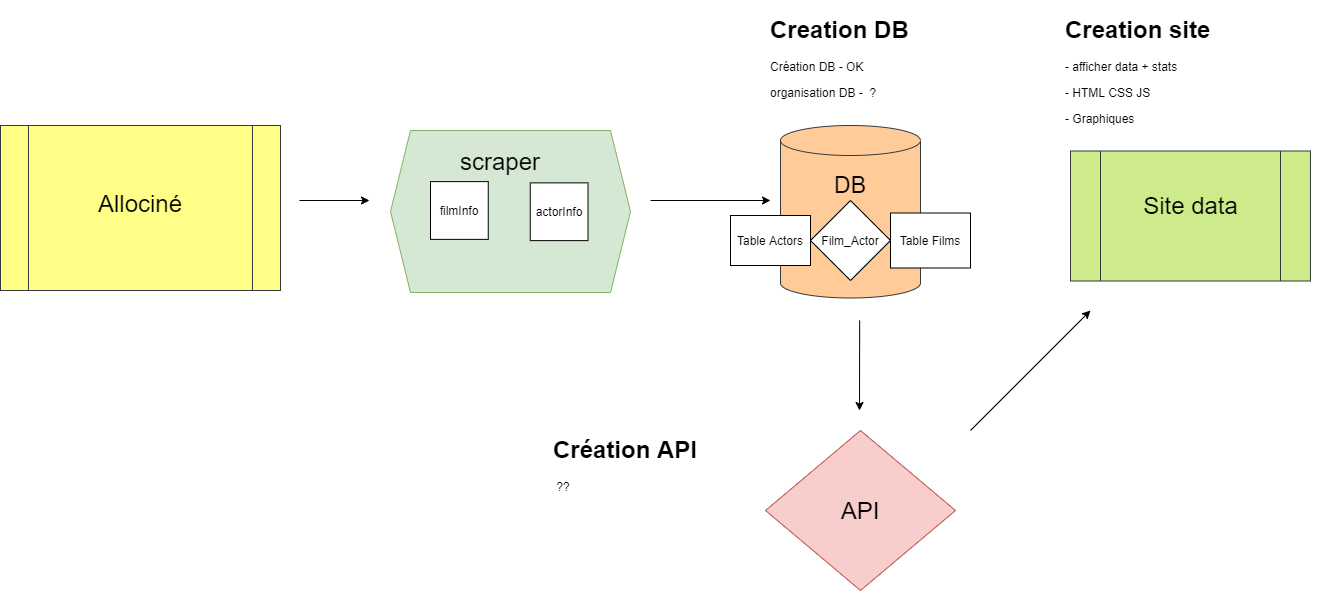 Creation DB
Création DB - OK
organisation DB - ?
Creation site
- afficher data + stats
- HTML CSS JS
- Graphiques
Allociné
scraper
filmInfo
actorInfo
DB
Table Actors
Film_Actor
Table Films
Site data
Création API
??
API